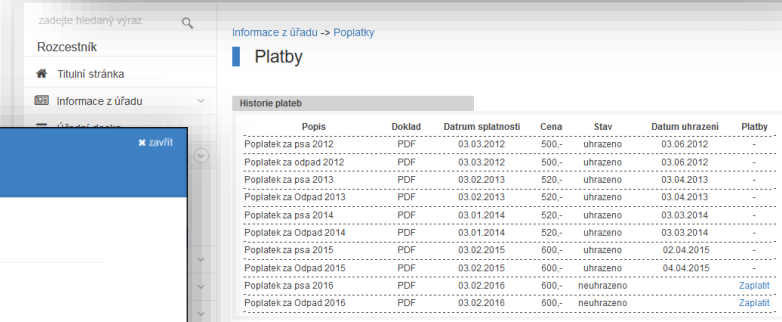 zadejte hledaný výraz
Rozcestník
Titulní stránka
Informace z úřadu
Úřední deska
× zavřít
Informace z úřadu -> Poplatky
Platby
Historie plateb
Popis Doklad Datrum splatnosti Cena Stav Datum uhrazení Platby
Poplatek za psa 2012 PDF 03.03.2012 500,- uhrazeno 03.06.2012 -
Poplatek za odpad 2012 PDF 03.03.2012 500,- uhrazeno 03.06.2012 -
Poplatek za psa 2013 PDF 03.02.2013 520,- uhrazeno 03.04.2013 -
Poplatek za Odpad 2013 PDF 03.02.2013 520,- uhrazeno 03.06.2013 -
Poplatek za psa 2014 PDF 03.01.2014 520,- uhrazeno 03.03.2014 -
Poplatek za Odpad 2014 PDF 03.01.2014 520,- uhrazeno 03.03.2014 -
Poplatek za psa 2015 PDF 03.02.2015 600,- uhrazeno 02.04.2015 -
Poplatek za Odpad 2015 PDF 03.02.2015 600,- uhrazeno 04.04.2015 -
Poplatek za psa 2016 PDF 03.02.2016 600,- neuhrazeno Zaplatit
Poplatek za Odpad 2016 PDF 03.02.2016 600,- neuhrazeno Zaplatit